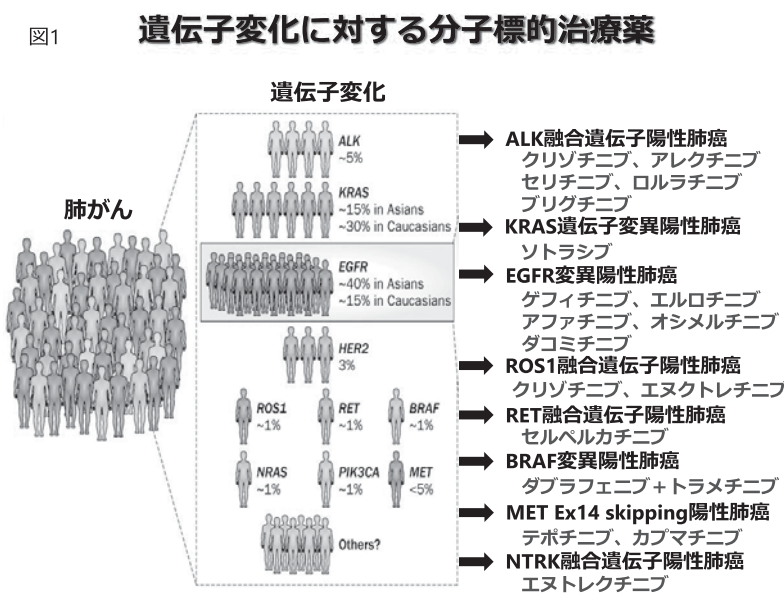 図1
遺伝子変化に対する分子標的治療薬
遺伝子変化
肺がん
ALK
~5%
KRAS
~15% in Asians
~30% in Caucasians
EGFR
~40% in Asians
~15% in Caucasians
HER2
3%
ROS1
~1%
RET
~1%
BRAF
~1%
NRAS
~1%
PIK3CA
~1%
MET
<5%
Others?
ALK融合遺伝子陽性肺癌
クリゾチニブ、アレクチニブ
セリチニブ、ロルラチニブ
ブリグチニブ
KRAS遺伝子変異陽性肺癌
ソトラシブ
EGFR変異陽性肺癌
ゲフィチニブ、エルロチニブ
アファチニブ、オシメルチニブ
ダコミチニブ
ROS1融合遺伝子陽性肺癌
クリゾチニブ、エヌクトレチニブ
RET融合遺伝子陽性肺癌
セルペルカチニブ
BRAF変異陽性肺癌
ダブラフェニブ＋トラメチニブ
MET Ex14 skipping陽性肺癌
テポチニブ、カプマチニブ
NTRK融合遺伝子陽性肺癌
エヌトレクチニブ